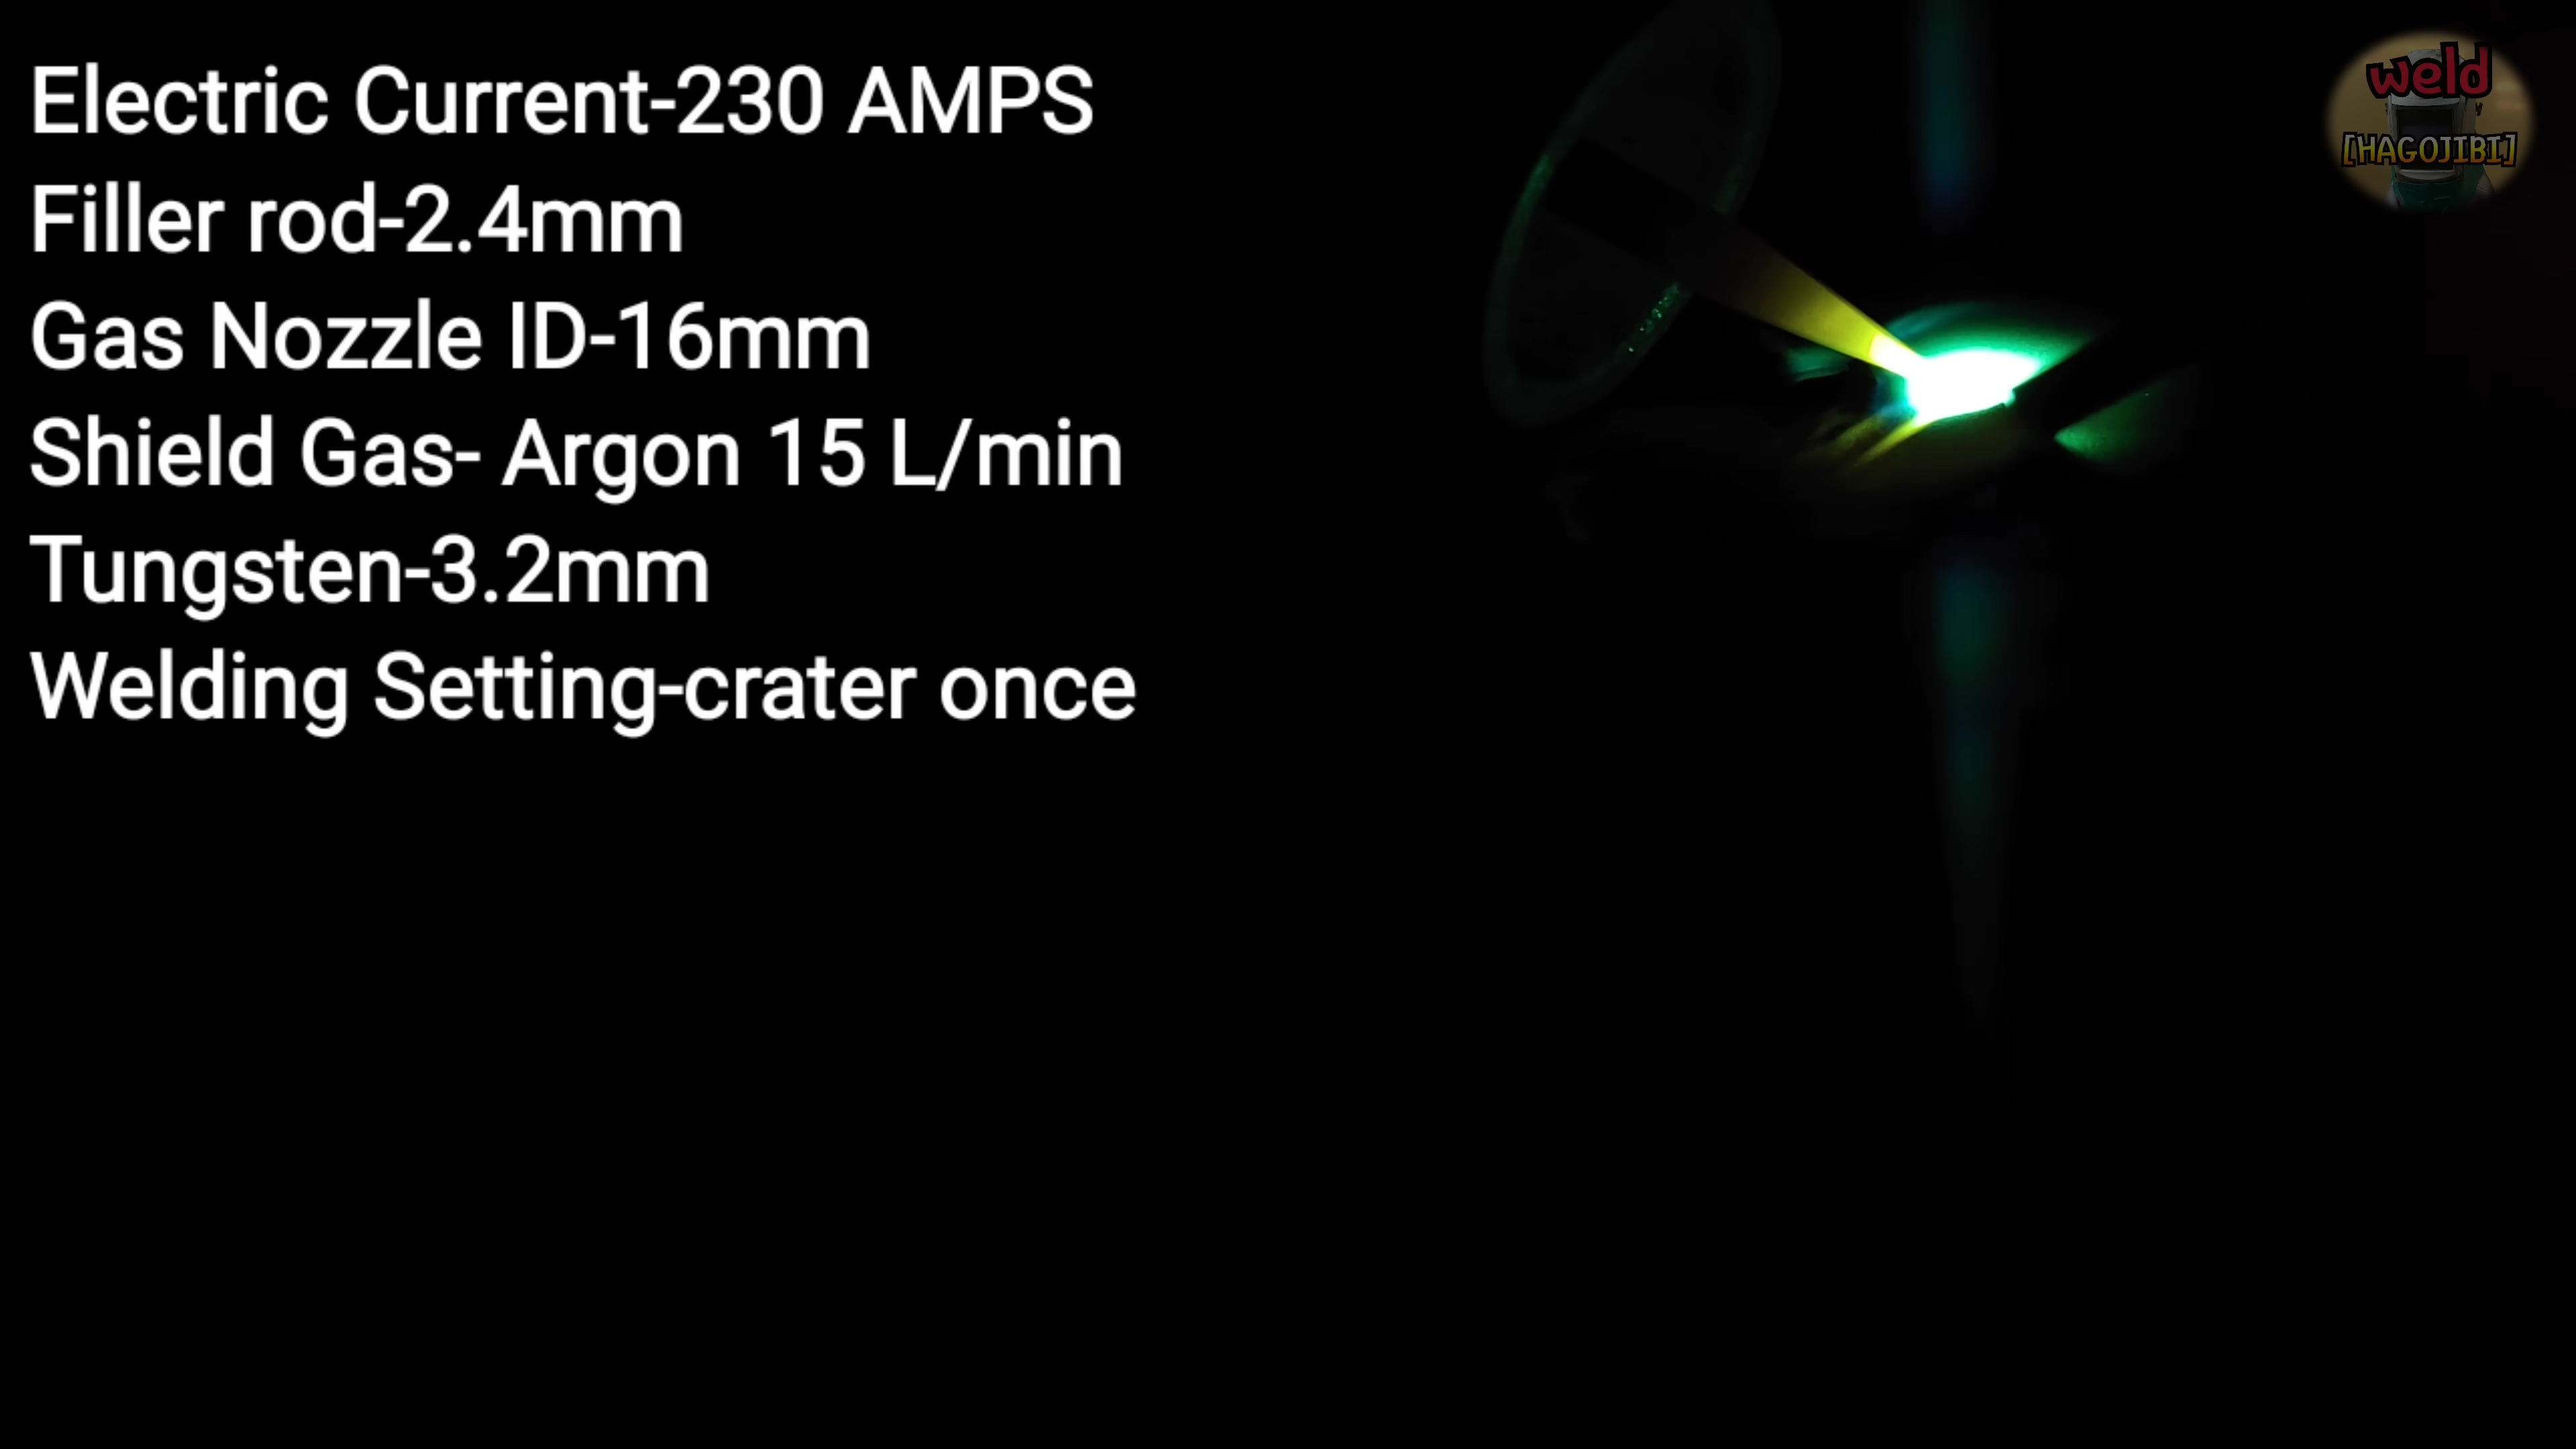 Electric Current-230 AMPS
Filler rod-2.4mm
Gas Nozzle ID-16mm
Shield Gas- Argon 15 L/min
Tungsten-3.2mm
Welding Setting-crater once
weld
[HAGOJIBI]